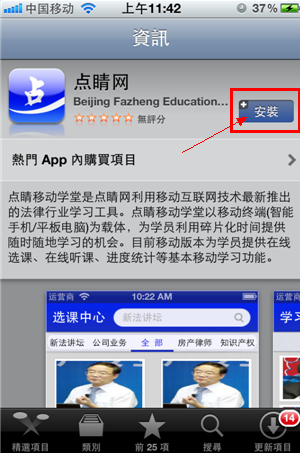 中国移动 上午11:42 37%
資訊
点
点睛网
Beijing Fazheng Education...
無評分
安裝
熱門 App 內購買項目
点睛移动学堂是点睛网利用移动互联网技术最新推出
的法律行业学习工具。点睛移动学堂以移动终端(智能
手机/平板电脑)为载体，为学员利用碎片化时间提供
随时随地学习的机会。目前移动版本为学员提供在线
选课、在线听课、进度统计等基本移动学习功能。
运营商 10:22 AM
运营商
选课中心
新法讲坛
新法讲坛 公司业务 全 部 房产律师 知识产权
14
精選項目 類別 前 25 項 搜尋 更新項目